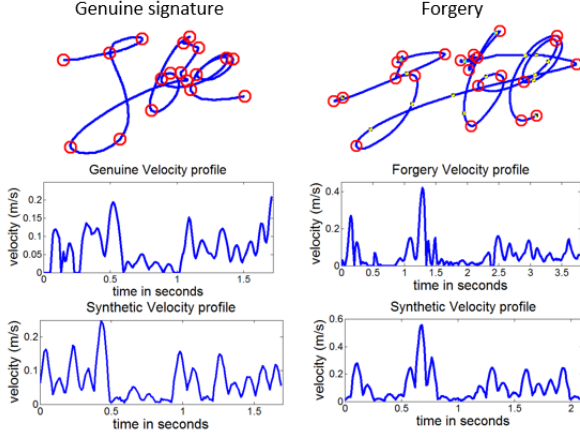 Genuine signature
Forgery
Genuine Velocity profile
Forgery Velocity profile
velocity (m/s)
0.2
0.15
0.1
0.05
0
0 0.5 1 1.5
time in seconds
velocity (m/s)
0.4
0.2
0
0 0.5 1 1.5 2 2.5 3 3.5
time in seconds
Synthetic Velocity profile
Synthetic Velocity profile
velocity (m/s)
0.2
0.1
0
0 0.5 1 1.5
time in seconds
velocity (m/s)
0.6
0.4
0.2
0
0 0.5 1 1.5 2
time in seconds